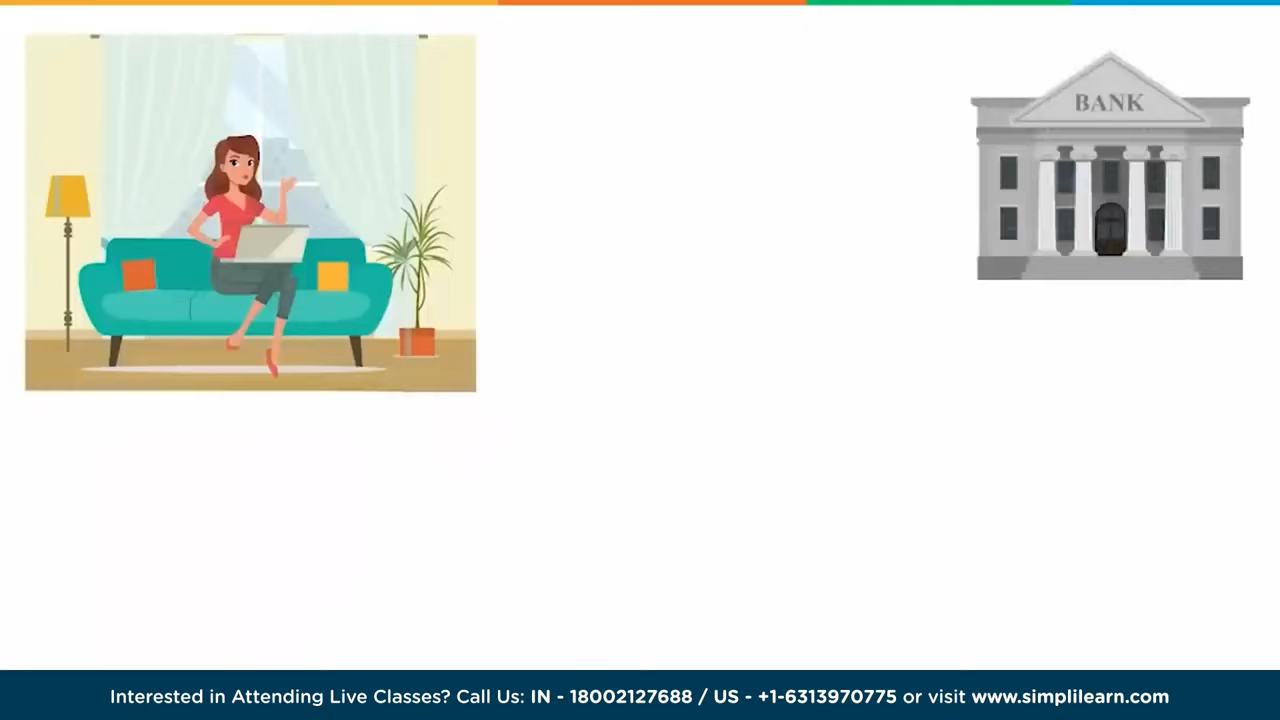 BANK
Interested in Attending Live Classes? Call Us: IN - 18002127688 / US - +1-6313970775 or visit www.simplilearn.com